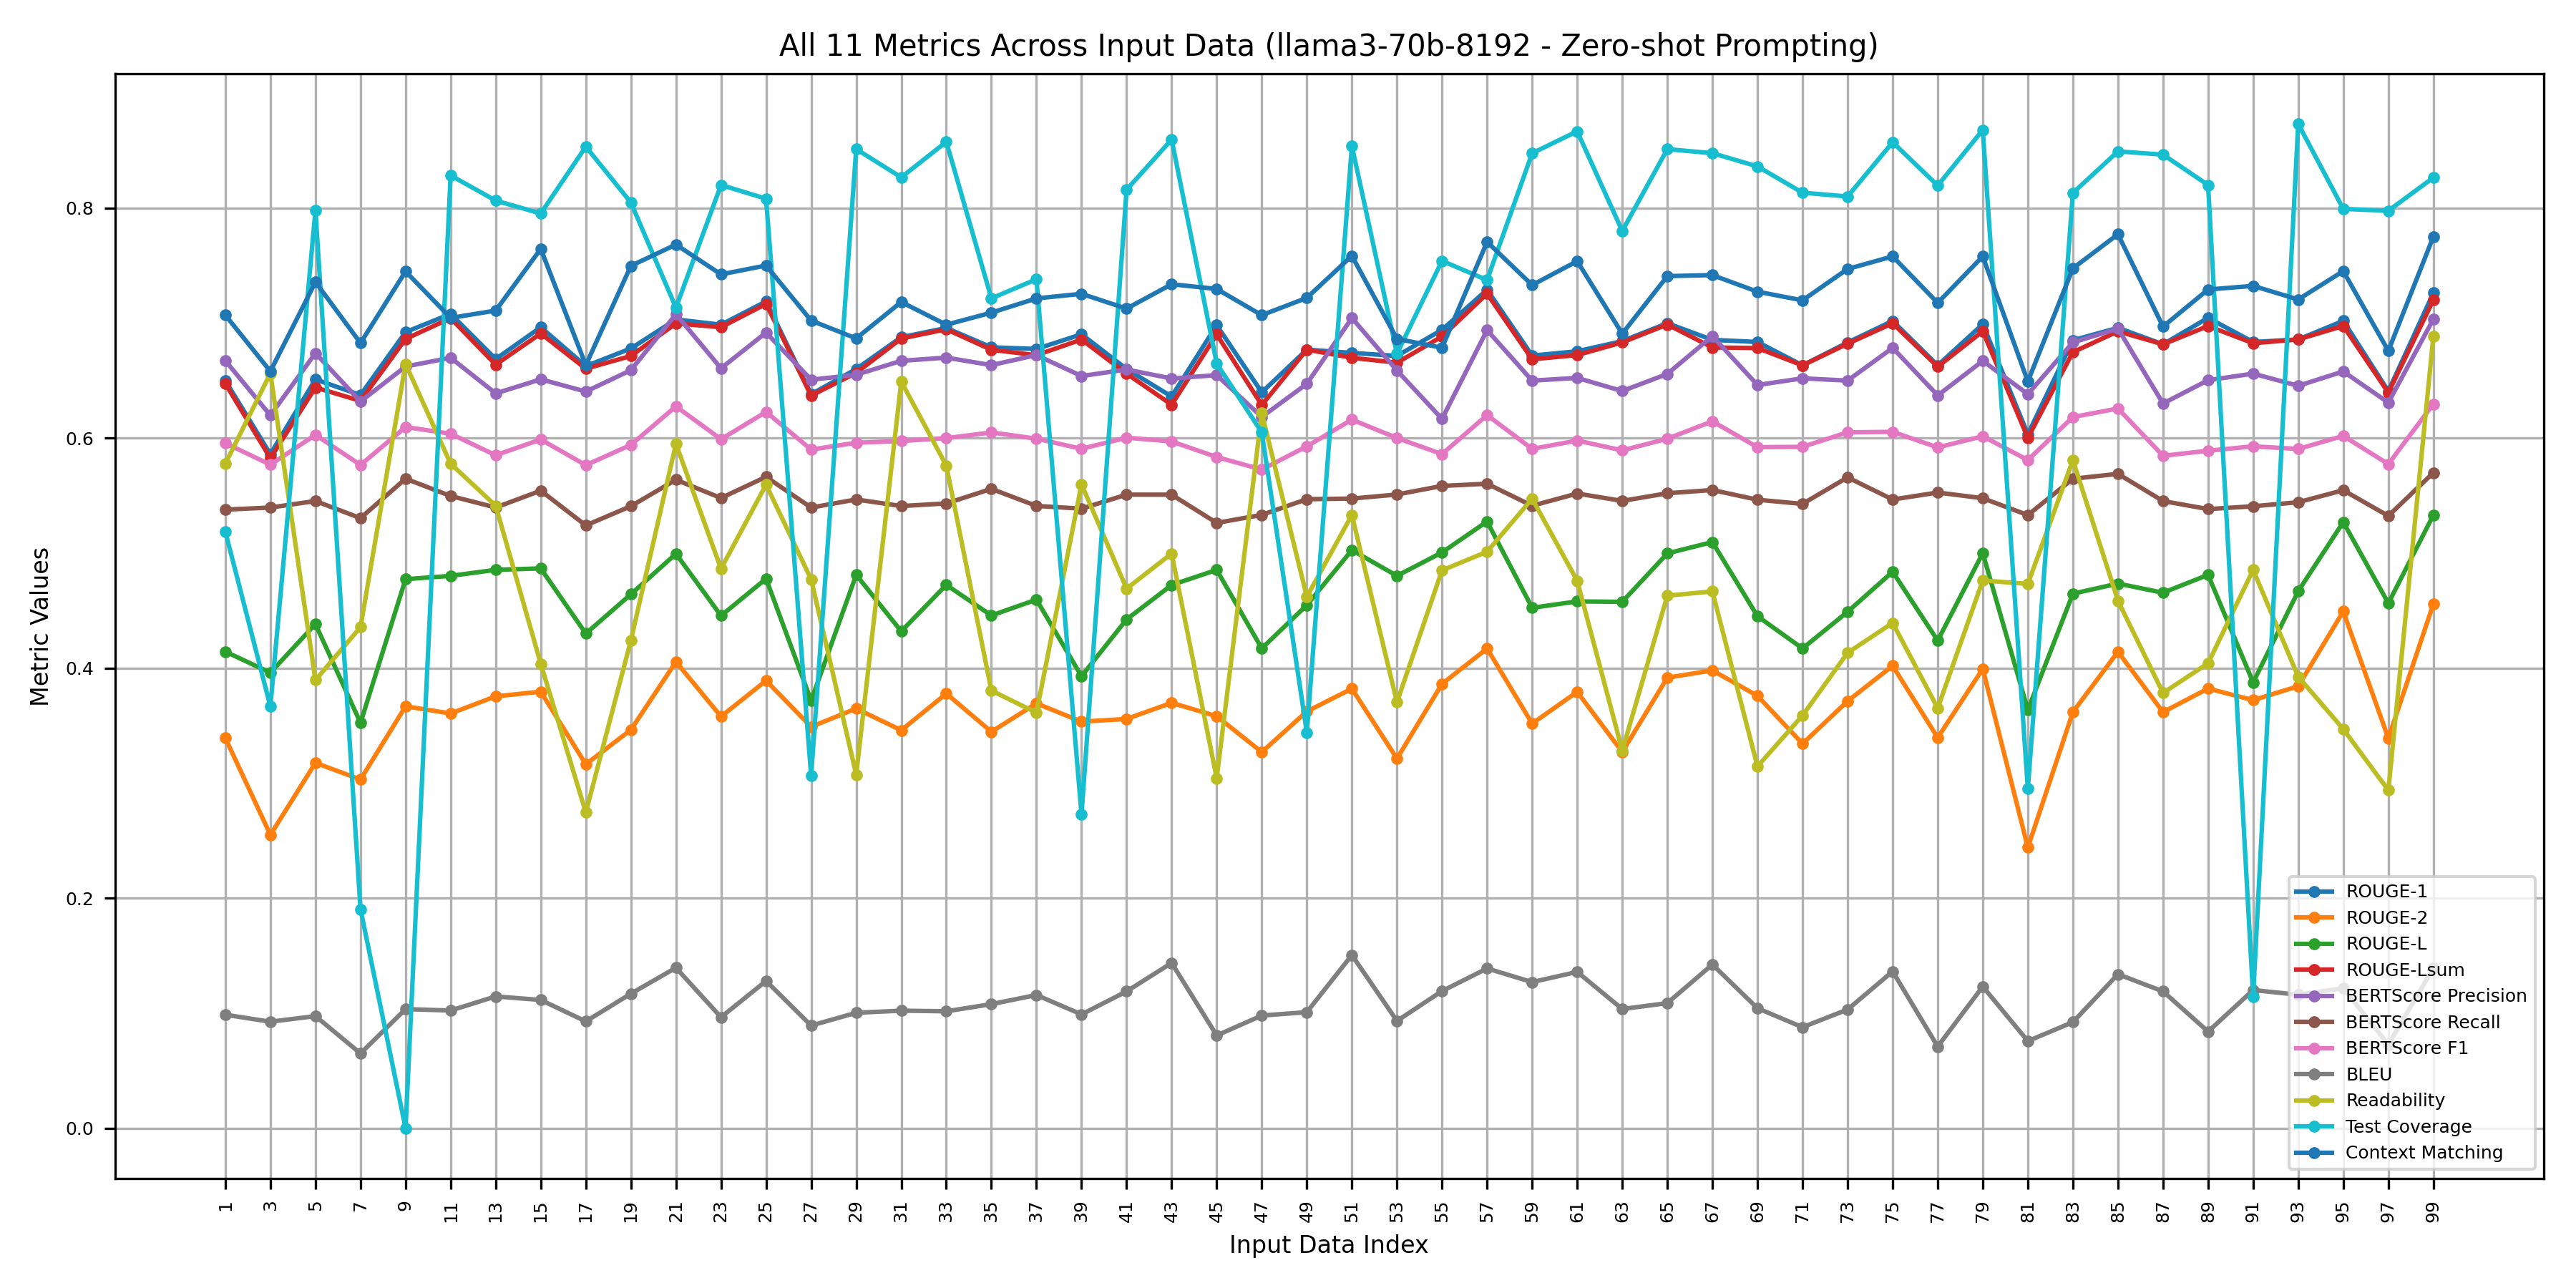 All 11 Metrics Across Input Data (llama3-70b-8192 - Zero-shot Prompting)
Metric Values
0.8
0.6
0.4
0.2
0.0
ROUGE-1
ROUGE-2
ROUGE-L
ROUGE-Lsum
BERTScore Precision
BERTScore Recall
BERTScore F1
BLEU
Readability
Test Coverage
Context Matching
1 3 5 7 9 11 13 15 17 19 21 23 25 27 29 31 33 35 37 39 41 43 45 47 49 51 53 55 57 59 61 63 65 67 69 71 73 75 77 79 81 83 85 87 89 91 93 95 97 99
Input Data Index